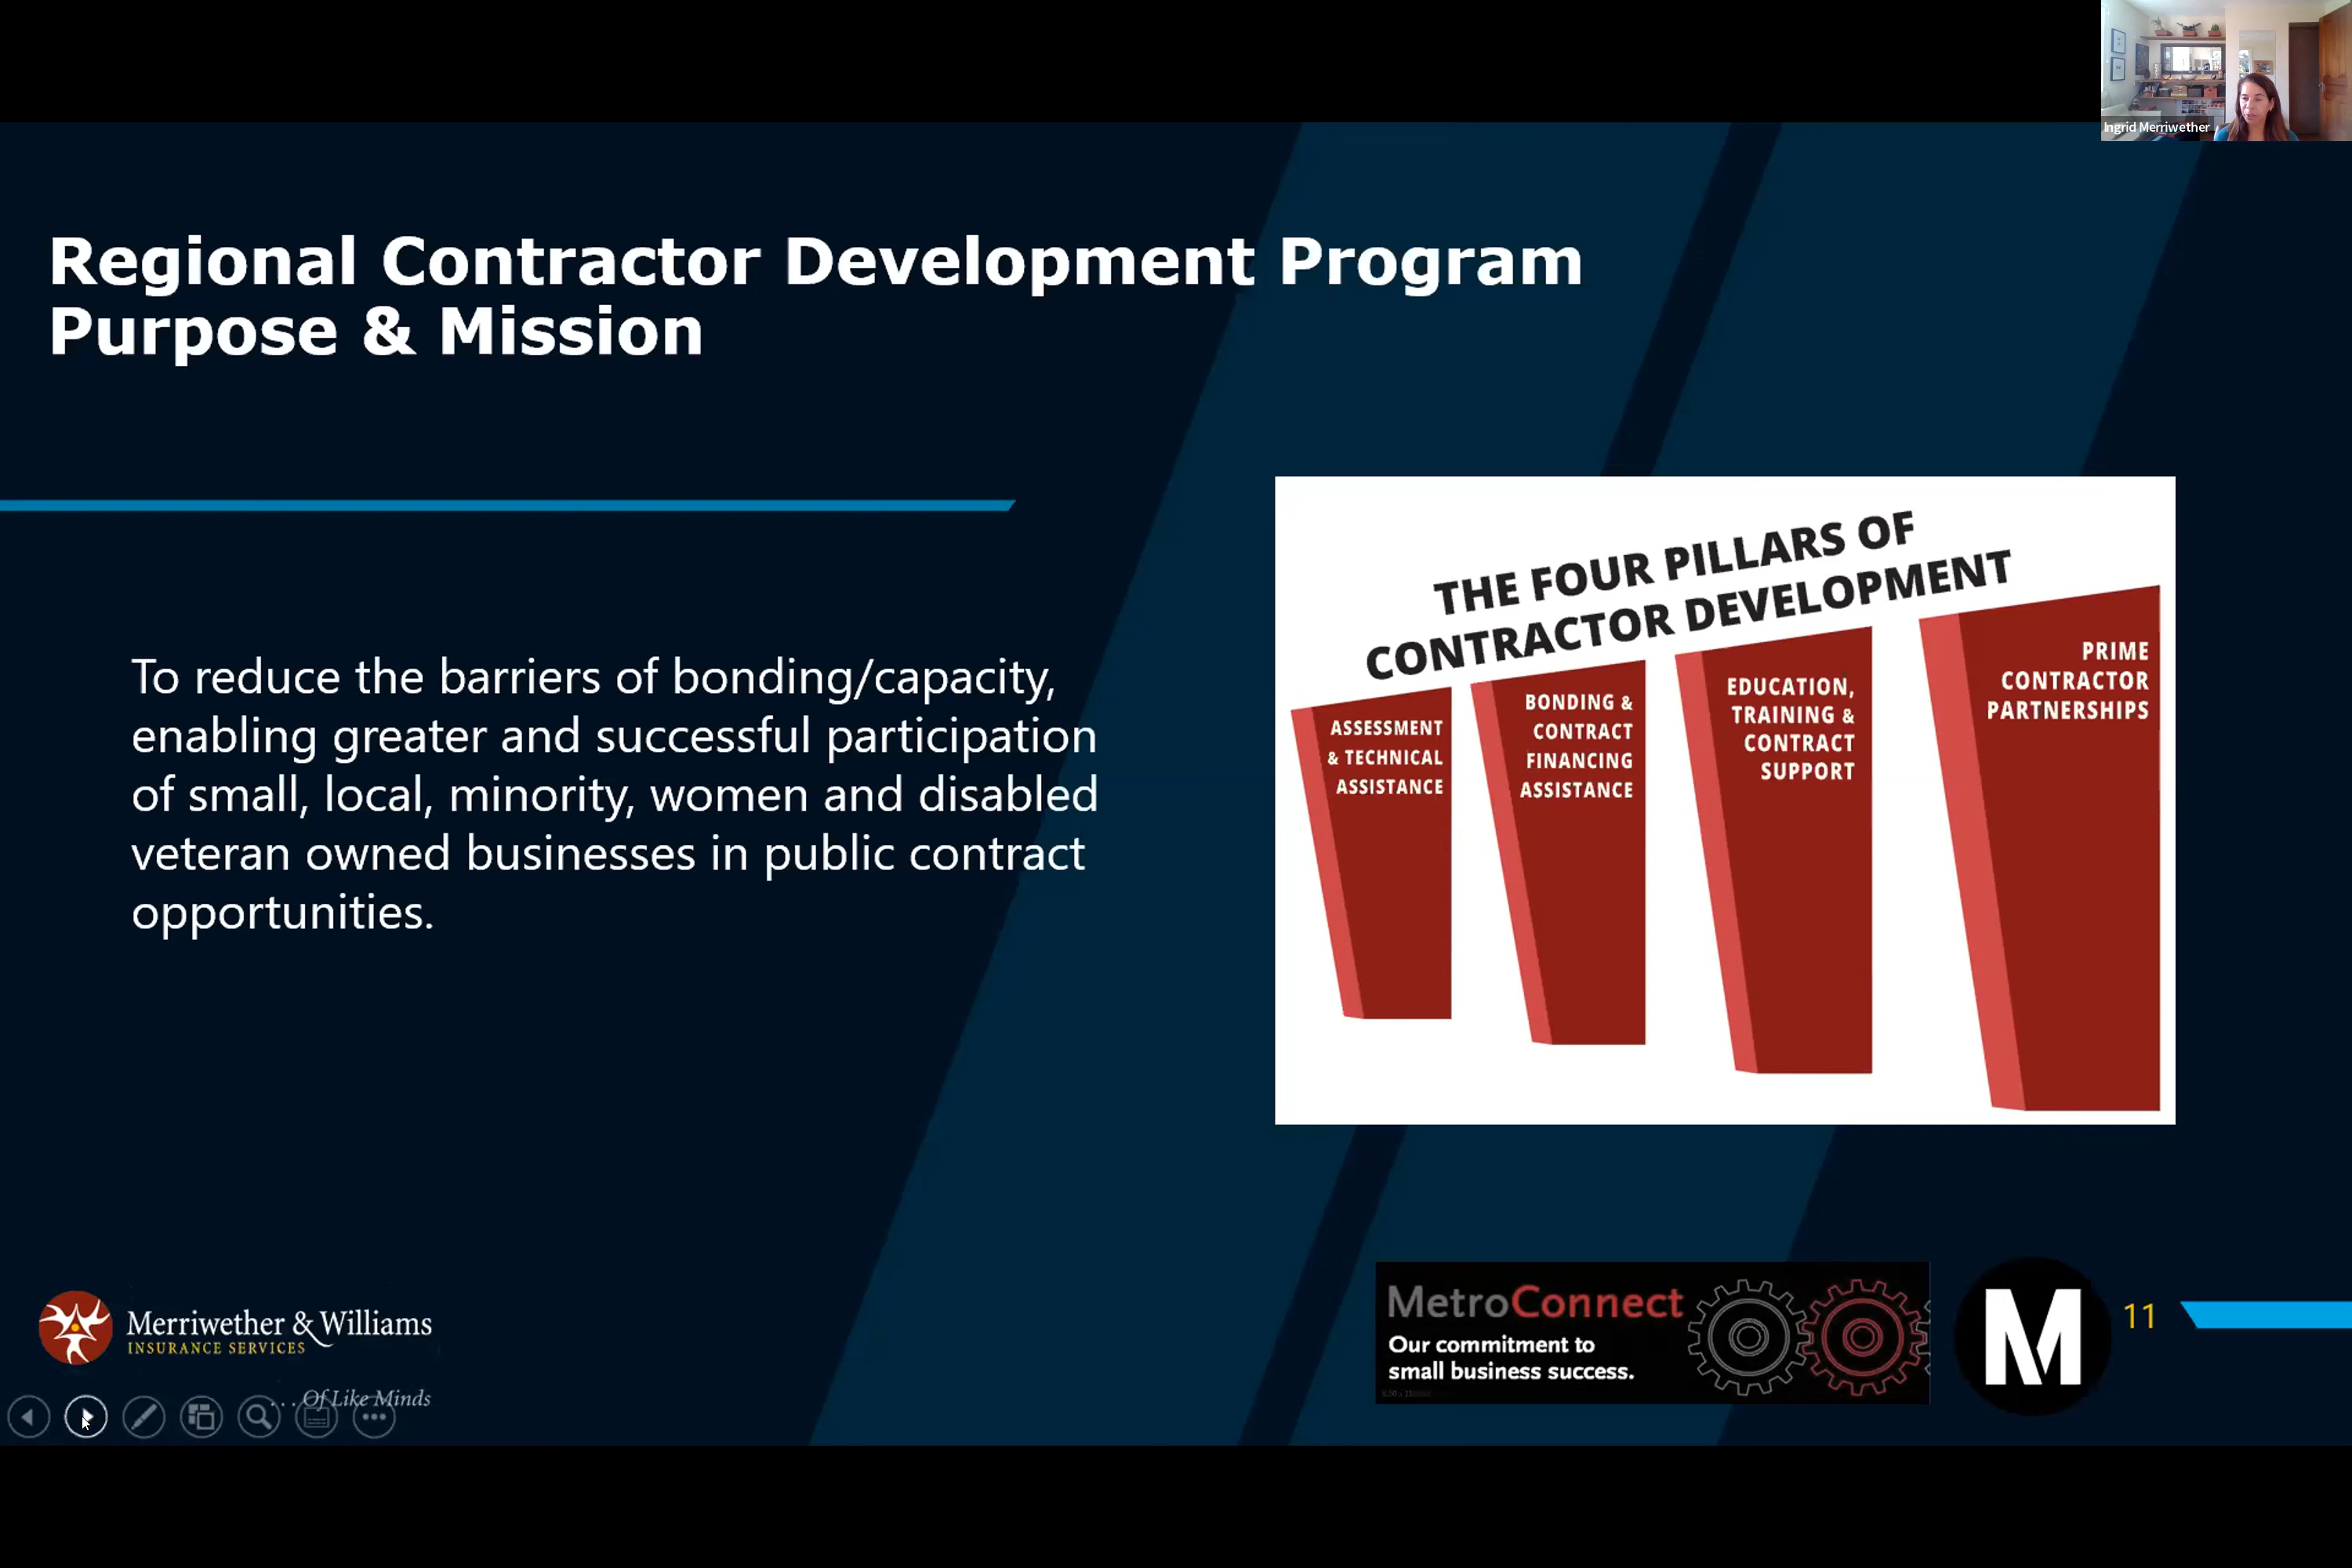 Ingrid Merriwether
Regional Contractor Development Program
Purpose & Mission
To reduce the barriers of bonding/capacity,
enabling greater and successful participation
of small, local, minority, women and disabled
veteran owned businesses in public contract
opportunities.
THE FOUR PILLARS OF
CONTRACTOR DEVELOPMENT
ASSESSMENT
& TECHNICAL
ASSISTANCE
BONDING &
CONTRACT
FINANCING
ASSISTANCE
EDUCATION,
TRAINING &
CONTRACT
SUPPORT
PRIME
CONTRACTOR
PARTNERSHIPS
Merriwether & Williams
INSURANCE SERVICES
. . . Of Like Minds
MetroConnect
Our commitment to
small business success.
M
11